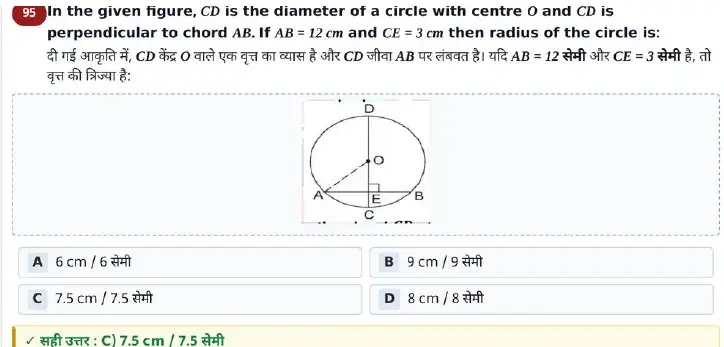 95 In the given figure, CD is the diameter of a circle with centre O and CD is
perpendicular to chord AB. If AB = 12 cm and CE = 3 cm then radius of the circle is:
दी गई आकृति में, CD केंद्र O वाले एक वृत्त का व्यास है और CD जीवा AB पर लंबवत है। यदि AB = 12 सेमी और CE = 3 सेमी है, तो
वृत्त की त्रिज्या है:
D
O
A E B
C
A 6 cm / 6 सेमी
B 9 cm / 9 सेमी
C 7.5 cm / 7.5 सेमी
D 8 cm / 8 सेमी
✓ सही उत्तर : C) 7.5 cm / 7.5 सेमी